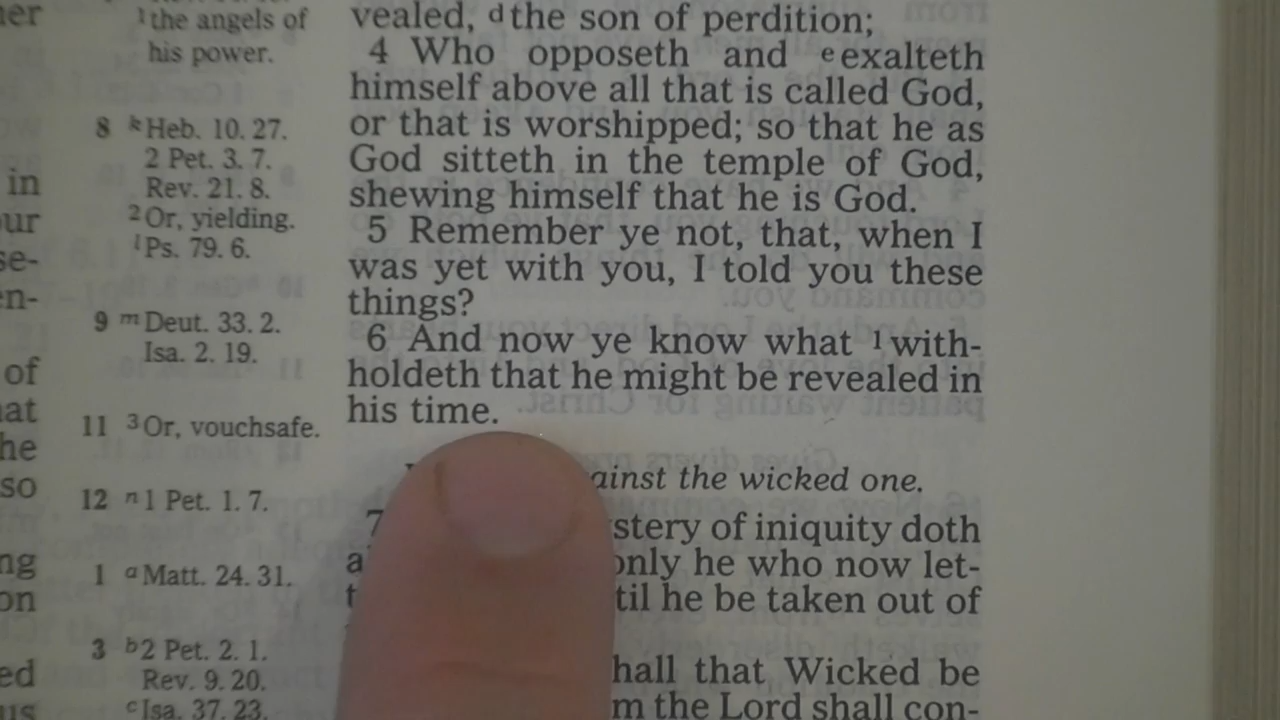 ner
in
our
se-
en-
of
hat
he
so
ng
on
ed
us
1 the angels of
his power.
8 k Heb. 10. 27.
2 Pet. 3. 7.
Rev. 21. 8.
2 Or, yielding.
l Ps. 79. 6.
9 m Deut. 33. 2.
Isa. 2. 19.
11 3 Or, vouchsafe.
12 n 1 Pet. 1. 7.
1 a Matt. 24. 31.
3 b 2 Pet. 2. 1.
Rev. 9. 20.
c Isa. 37. 23.
vealed, d the son of perdition;
4 Who opposeth and e exalteth
himself above all that is called God,
or that is worshipped; so that he as
God sitteth in the temple of God,
shewing himself that he is God.
5 Remember ye not, that, when I
was yet with you, I told you these
things?
6 And now ye know what 1 with-
holdeth that he might be revealed in
his time.
ainst the wicked one.
7 stery of iniquity doth
a only he who now let-
t til he be taken out of
hall that Wicked be
m the Lord shall con-